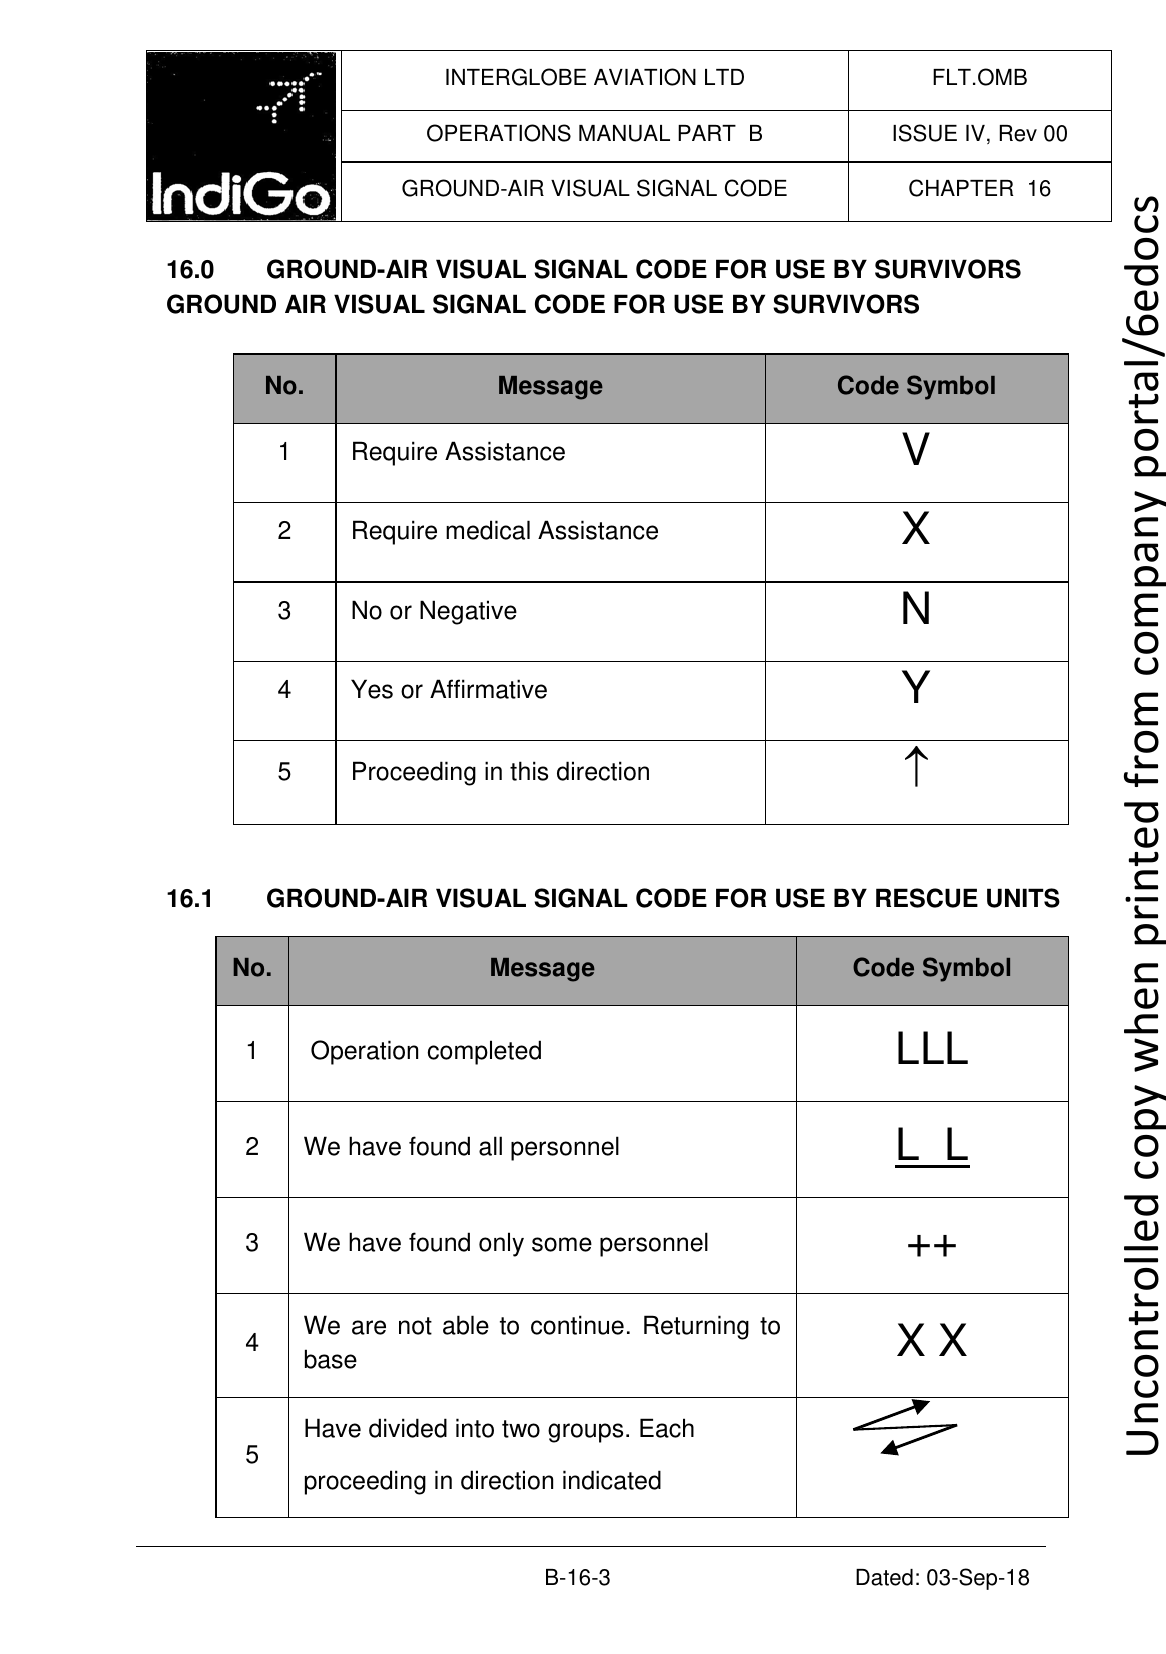 IndiGo
INTERGLOBE AVIATION LTD
FLT.OMB
OPERATIONS MANUAL PART B
ISSUE IV, Rev 00
GROUND-AIR VISUAL SIGNAL CODE
CHAPTER 16
16.0 GROUND-AIR VISUAL SIGNAL CODE FOR USE BY SURVIVORS
GROUND AIR VISUAL SIGNAL CODE FOR USE BY SURVIVORS
No. Message Code Symbol
1 Require Assistance V
2 Require medical Assistance X
3 No or Negative N
4 Yes or Affirmative Y
5 Proceeding in this direction ↑
16.1 GROUND-AIR VISUAL SIGNAL CODE FOR USE BY RESCUE UNITS
No. Message Code Symbol
1 Operation completed LLL
2 We have found all personnel L L
3 We have found only some personnel ++
4 We are not able to continue. Returning to
base X X
5 Have divided into two groups. Each
proceeding in direction indicated
B-16-3 Dated: 03-Sep-18
Uncontrolled copy when printed from company portal/6edocs